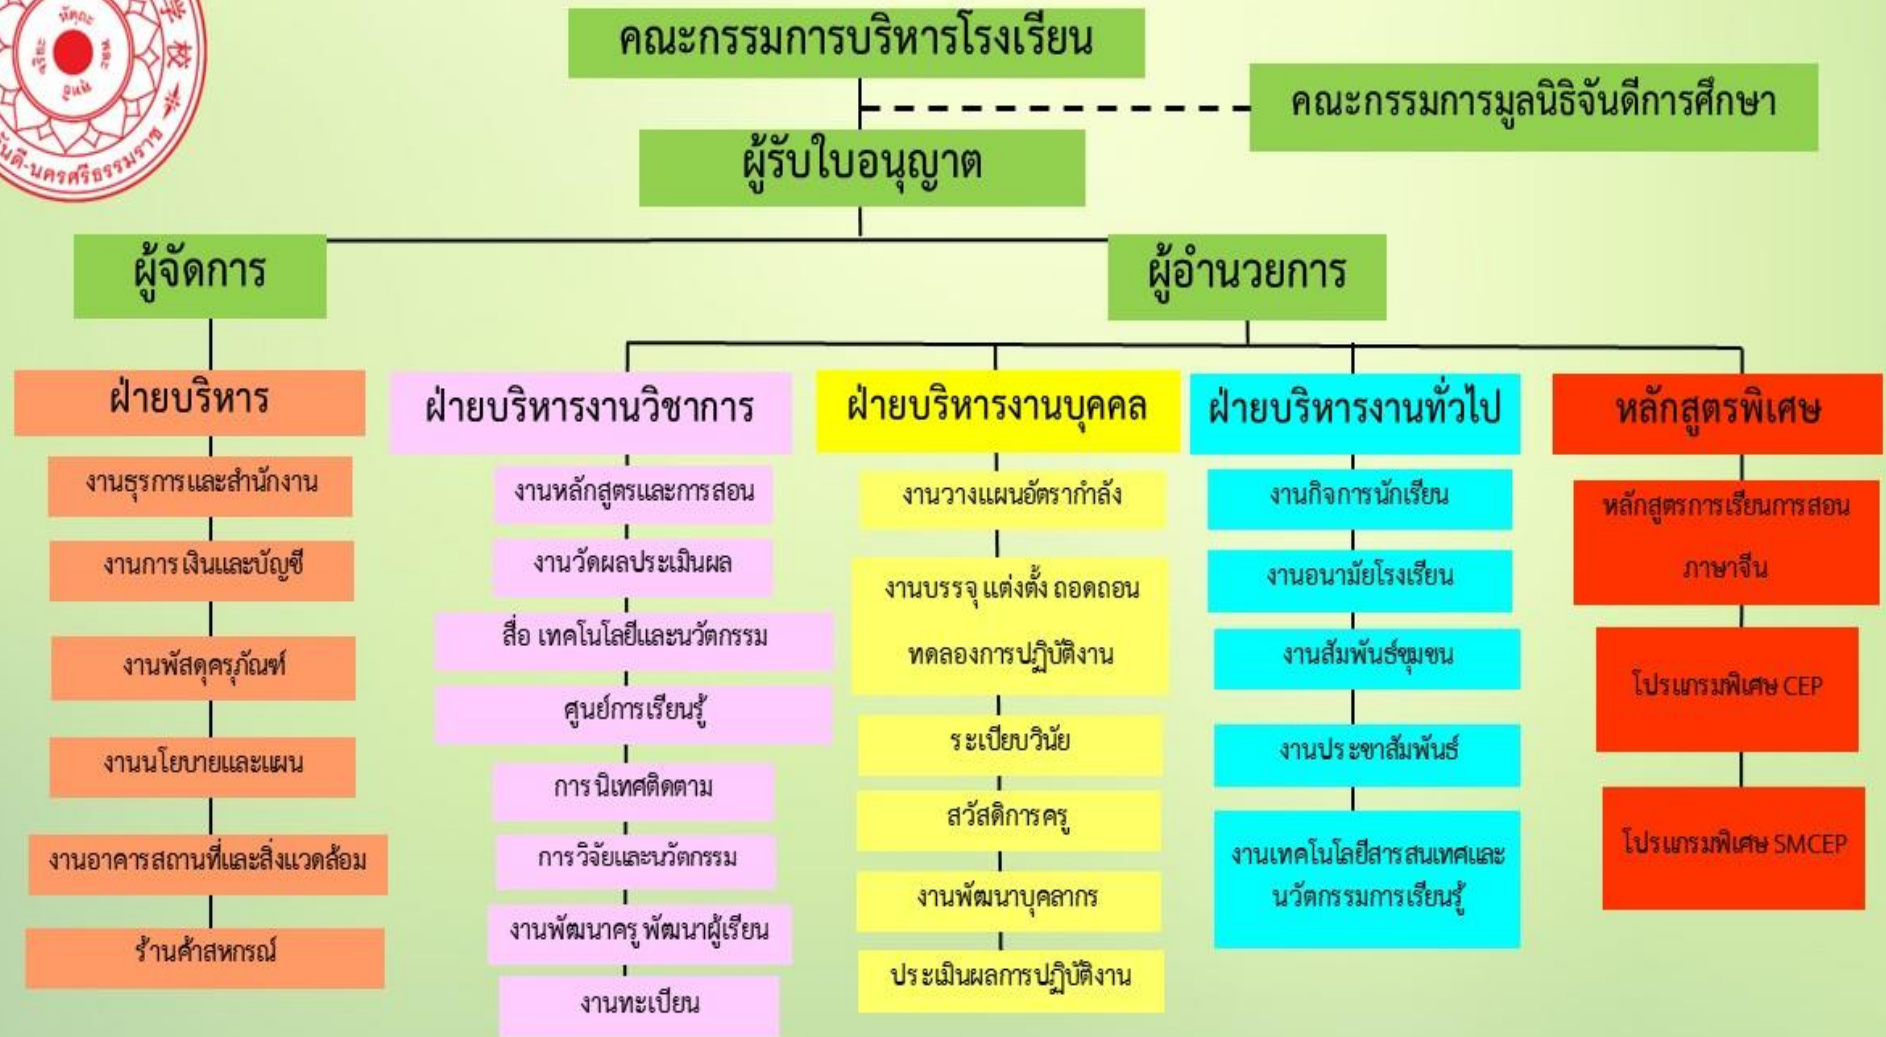 學校
หัตถะ
พละ
คณะกรรมการบริหารโรงเรียน
คณะกรรมการมูลนิธิจันดีการศึกษา
นดี-นครศรีธรรมราช
ผู้รับใบอนุญาต
ผู้จัดการ
ผู้อำนวยการ
ฝ่ายบริหาร
งานธุรการและสำนักงาน
งานการเงินและบัญชี
งานพัสดุครุภัณฑ์
งานนโยบายและแผน
งานอาคารสถานที่และสิ่งแวดล้อม
ร้านค้าสหกรณ์
ฝ่ายบริหารงานวิชาการ
งานหลักสูตรและการสอน
งานวัดผลประเมินผล
สื่อ เทคโนโลยีและนวัตกรรม
ศูนย์การเรียนรู้
การนิเทศติดตาม
การวิจัยและนวัตกรรม
งานพัฒนาครู พัฒนาผู้เรียน
งานทะเบียน
ฝ่ายบริหารงานบุคคล
งานวางแผนอัตรากำลัง
งานบรรจุ แต่งตั้ง ถอดถอน
ทดลองการปฏิบัติงาน
ระเบียบวินัย
สวัสดิการครู
งานพัฒนาบุคลากร
ประเมินผลการปฏิบัติงาน
ฝ่ายบริหารงานทั่วไป
งานกิจการนักเรียน
งานอนามัยโรงเรียน
งานสัมพันธ์ชุมชน
งานประชาสัมพันธ์
งานเทคโนโลยีสารสนเทศและ
นวัตกรรมการเรียนรู้
หลักสูตรพิเศษ
หลักสูตรการเรียนการสอน
ภาษาจีน
โปรแกรมพิเศษ CEP
โปรแกรมพิเศษ SMCEP